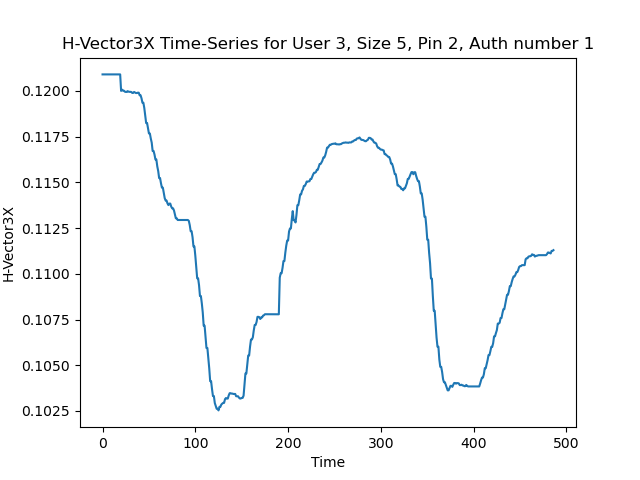 H-Vector3X Time-Series for User 3, Size 5, Pin 2, Auth number 1
0.1200
0.1175
0.1150
0.1125
0.1100
0.1075
0.1050
0.1025
H-Vector3X
0 100 200 300 400 500
Time